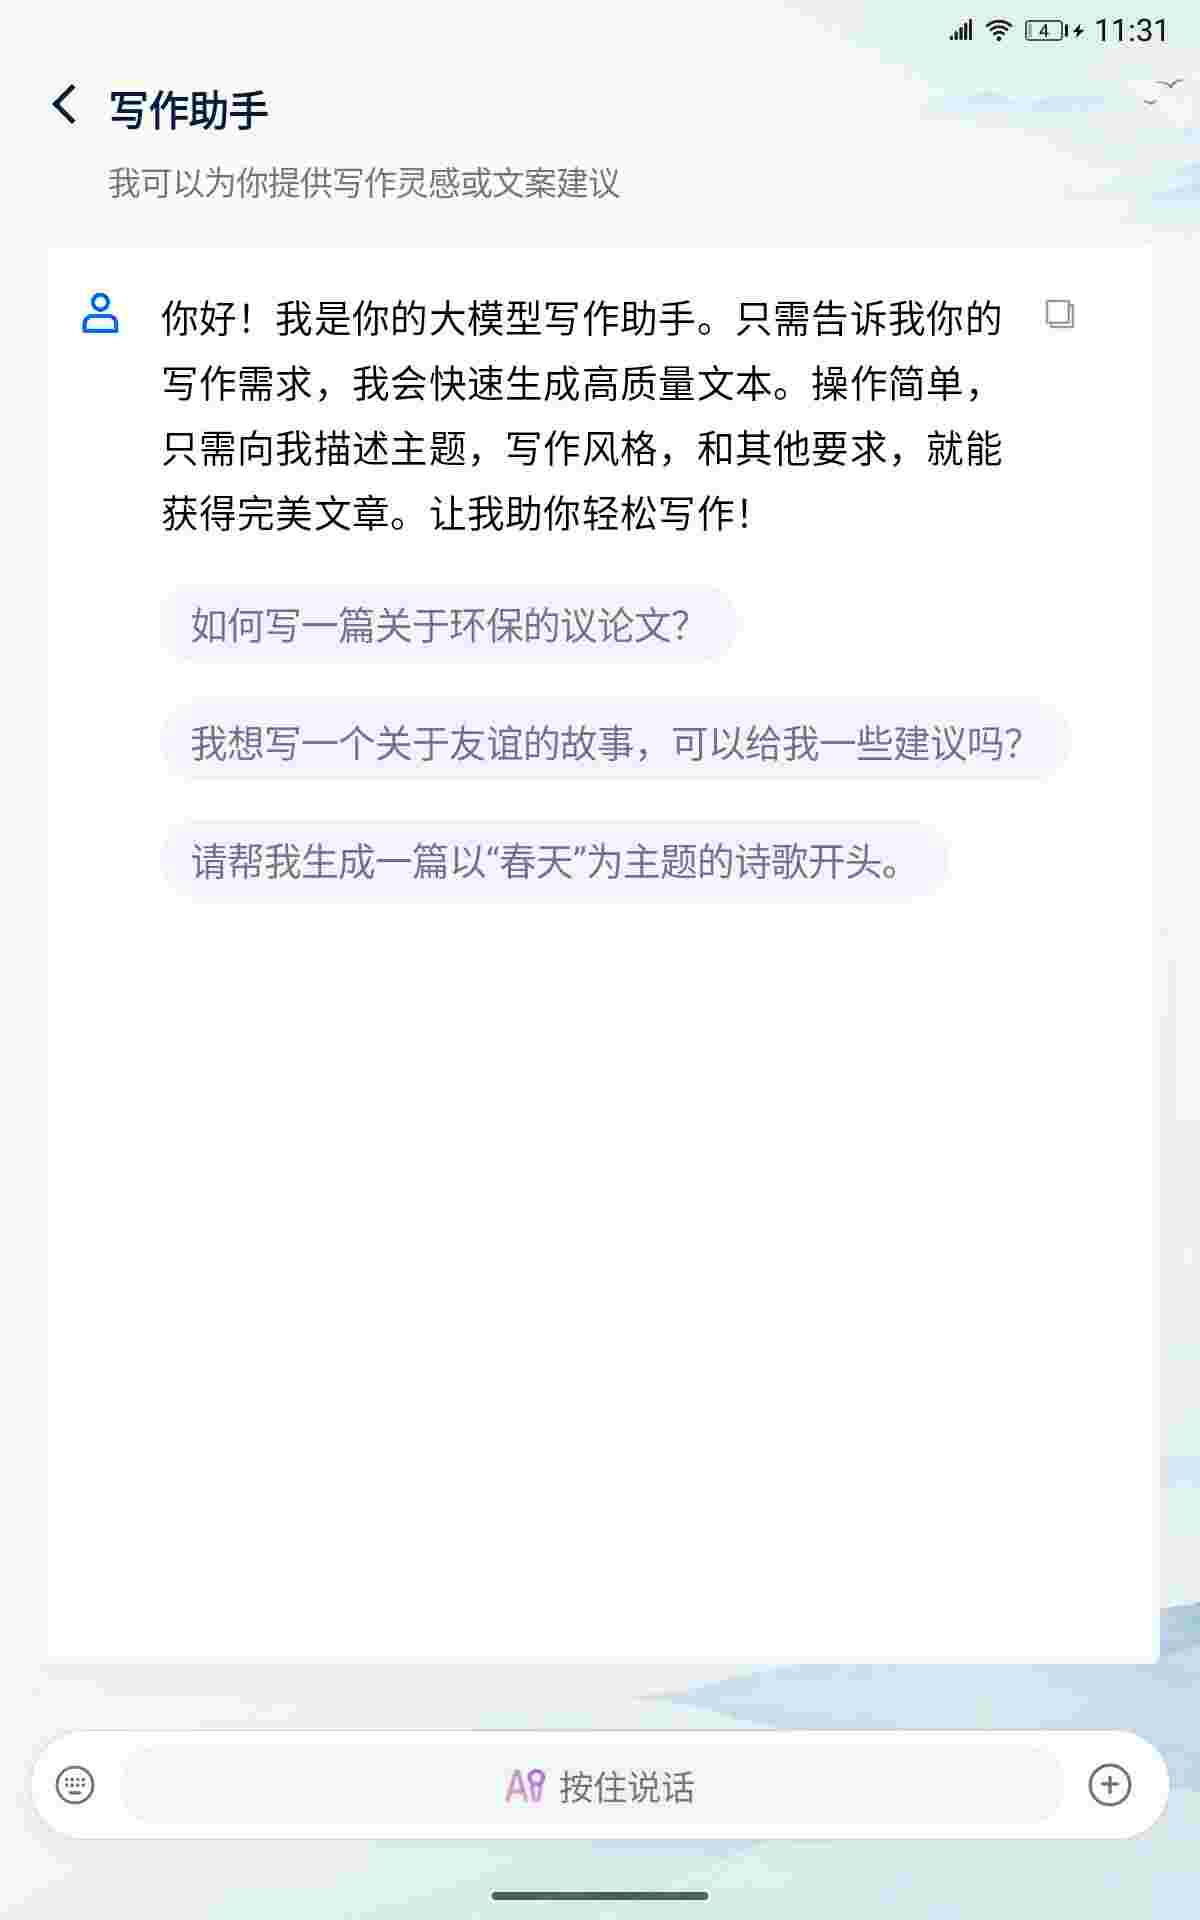 4 11:31
写作助手
我可以为你提供写作灵感或文案建议
你好！我是你的大模型写作助手。只需告诉我你的
写作需求，我会快速生成高质量文本。操作简单，
只需向我描述主题，写作风格，和其他要求，就能
获得完美文章。让我助你轻松写作！
如何写一篇关于环保的议论文？
我想写一个关于友谊的故事，可以给我一些建议吗？
请帮我生成一篇以“春天”为主题的诗歌开头。
AI 按住说话